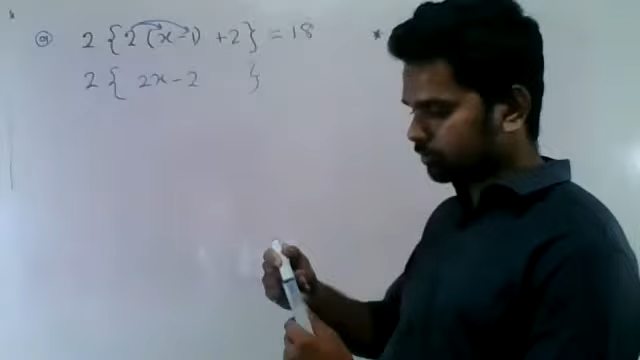 a 2 { 2 (x - 1) + 2 } = 18 *
2 { 2x - 2 }